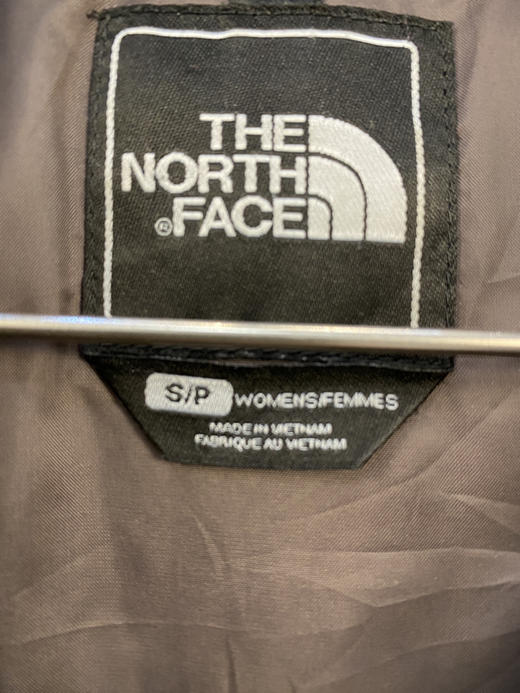 THE
NORTH
®FACE
S/P WOMENS/FEMMES
MADE IN VIETNAM
FABRIQUE AU VIETNAM